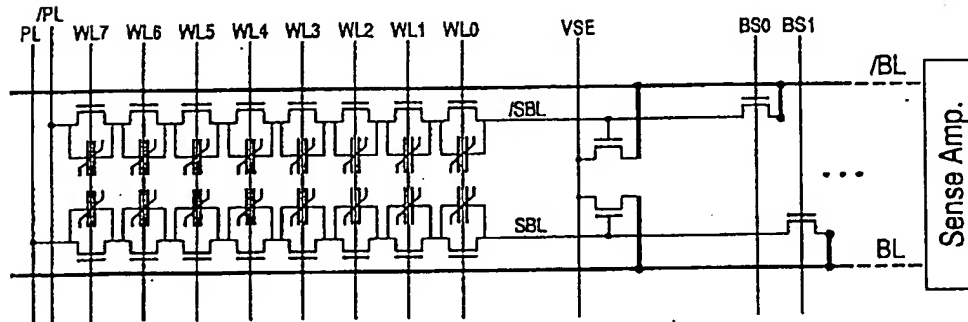 /PL
PL WL7 WL6 WL5 WL4 WL3 WL2 WL1 WL0 VSE BS0 BS1
/BL
/SBL
SBL
BL
Sense Amp.